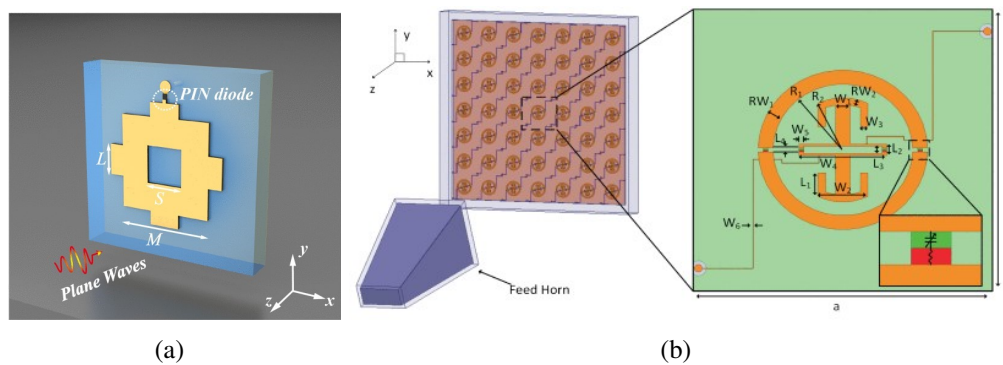 PIN diode
L
S
M
Plane Waves
y
x
z
(a)
y
x
z
Feed Horn
RW1
R1
R2
W1
RW2
W3
W5
L2
L3
W4
L1
W2
W6
a
(b)